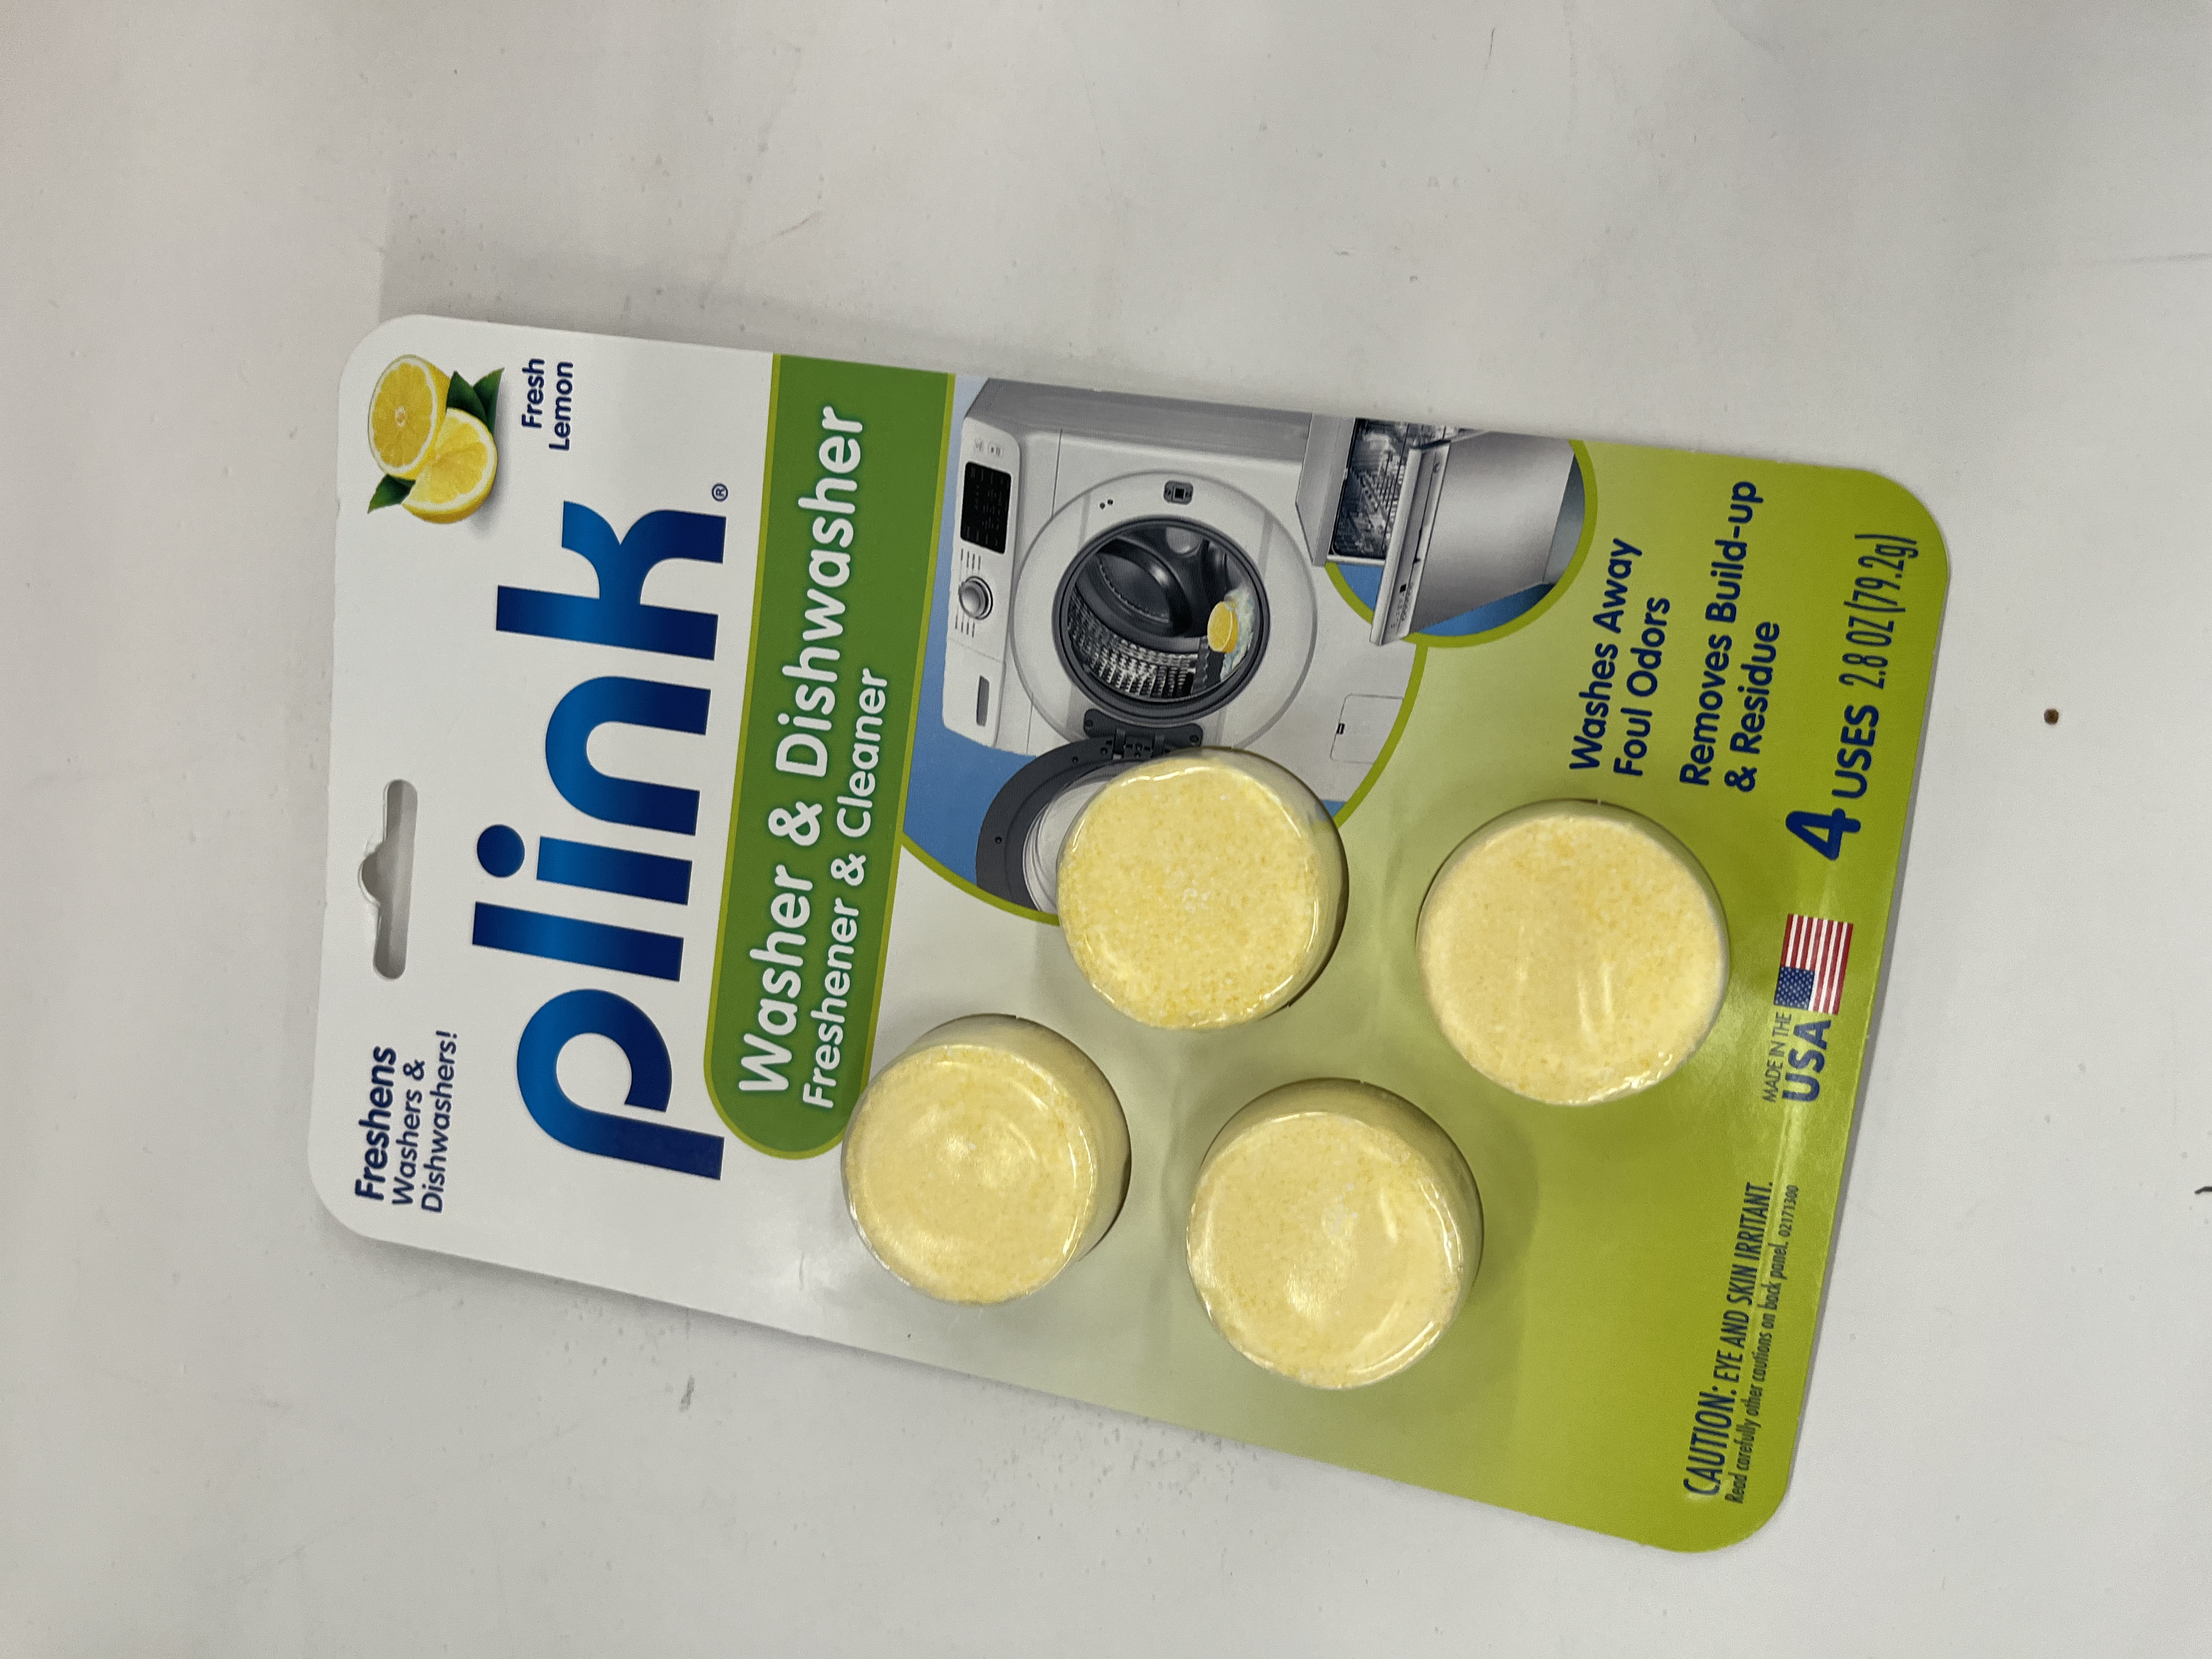 Freshens
Washers &
Dishwashers!
Fresh
Lemon
plink®
Washer & Dishwasher
Freshener & Cleaner
Washes Away
Foul Odors
Removes Build-up
& Residue
CAUTION: EYE AND SKIN IRRITANT.
Read carefully other cautions on back panel. 02171300
MADE IN THE
USA
4 USES 2.8 OZ (79.2g)